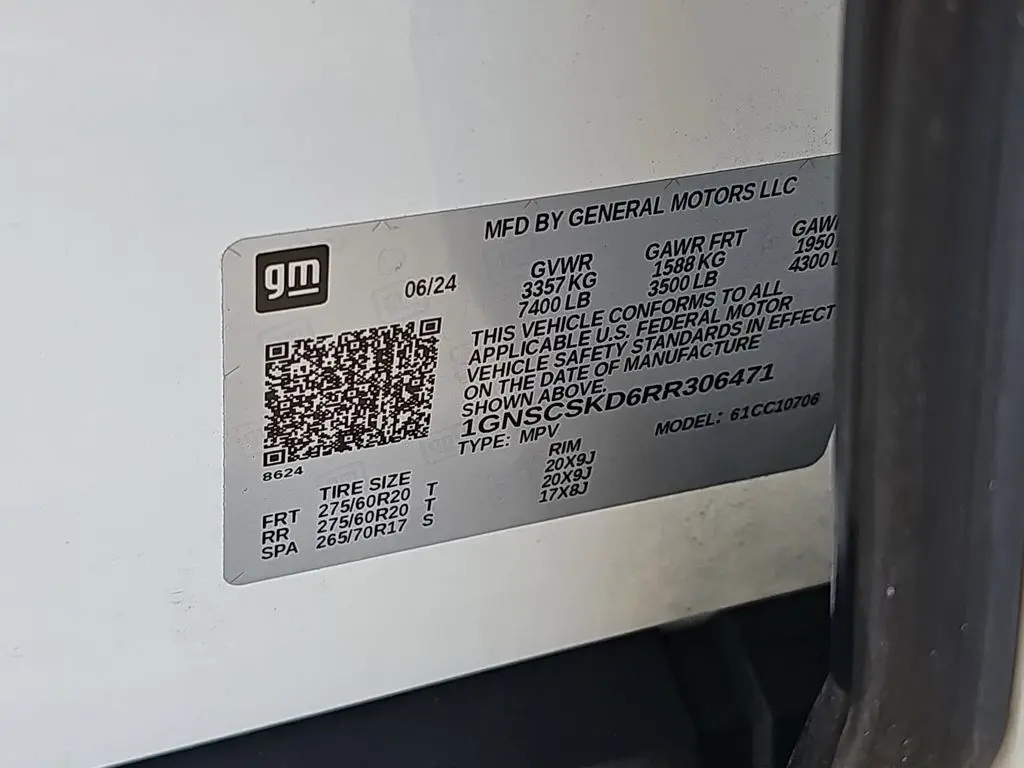 MFD BY GENERAL MOTORS LLC
gm
06/24
GVWR GAWR FRT
3357 KG 1588 KG 1950
7400 LB 3500 LB 4300
THIS VEHICLE CONFORMS TO ALL
APPLICABLE U.S. FEDERAL MOTOR
VEHICLE SAFETY STANDARDS IN EFFECT
ON THE DATE OF MANUFACTURE
SHOWN ABOVE.
1GNSCSKD6RR306471
TYPE: MPV MODEL: 61CC10706
8624
TIRE SIZE RIM
FRT 275/60R20 T 20X9J
RR 275/60R20 T 20X9J
SPA 265/70R17 S 17X8J